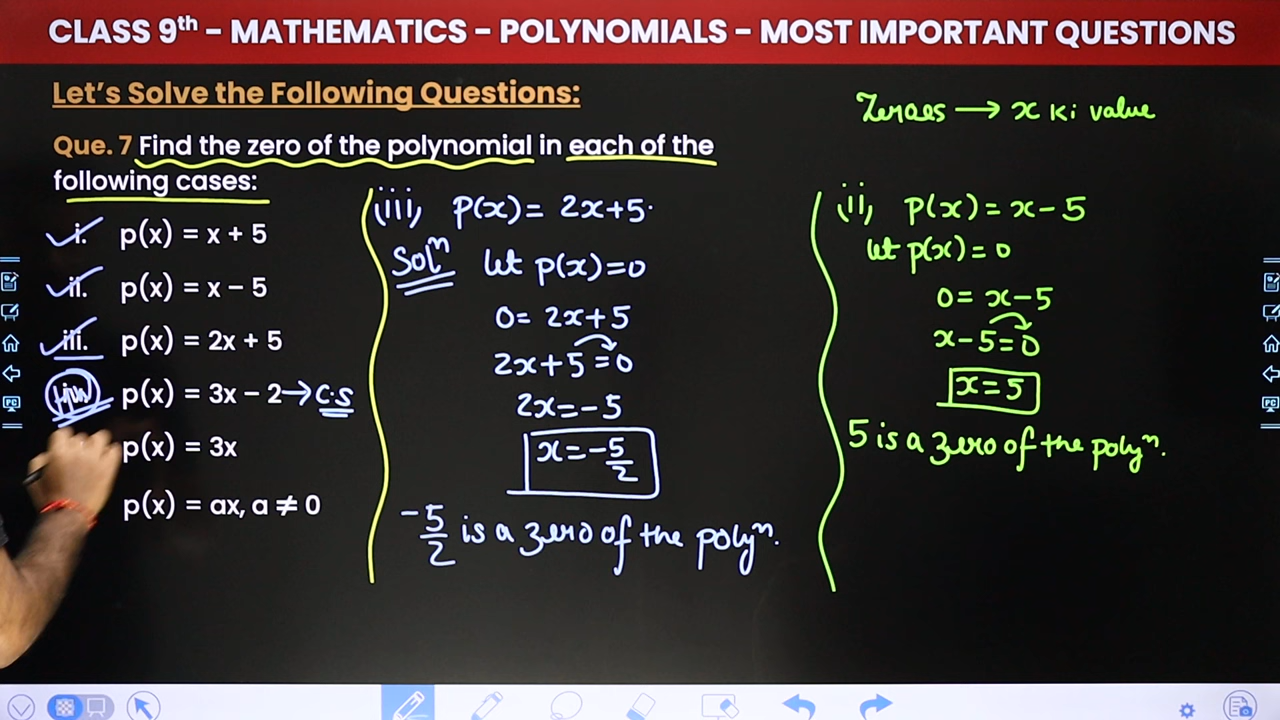 CLASS 9th – MATHEMATICS – POLYNOMIALS – MOST IMPORTANT QUESTIONS
Let's Solve the Following Questions:
Que. 7 Find the zero of the polynomial in each of the
following cases:
i. p(x) = x + 5
ii. p(x) = x – 5
iii. p(x) = 2x + 5
p(x) = 3x – 2 → C.S
p(x) = 3x
p(x) = ax, a ≠ 0
(iii, p(x) = 2x+5.
Solⁿ let p(x)=0
0= 2x+5
2x+5=0
2x=-5
x=-5/2
-5/2 is a zero of the polyⁿ.
Zeroes → x Ki value
(ii, p(x) = x-5
let p(x)=0
0= x-5
x-5=0
x=5
5 is a zero of the polyⁿ.
PC
PC